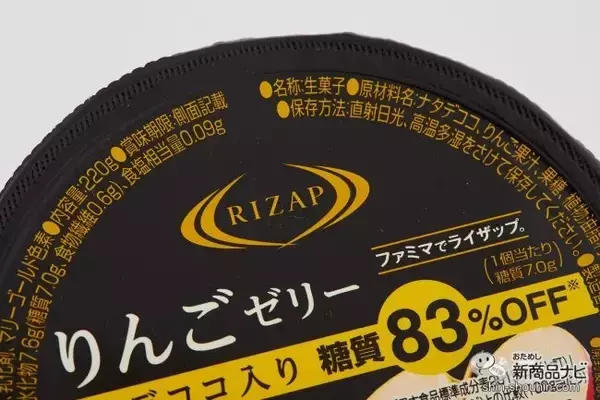 ●名称:生菓子●原材料名:ナタデココ、りんご果汁、果糖、植物油脂
●保存方法:直射日光、高温多湿をさけて保存してください。
●内容量:220g●賞味期限:側面記載
7.6g(糖質7.0g、食物繊維0.6g)、食塩相当量0.09g
マリーゴールド色素
RIZAP
ファミマでライザップ。
(1個当たり)
糖質7.0g
りんごゼリー
ココ入り
糖質83%OFF※
おためし
新商品ナビ
shin-shouhin.com